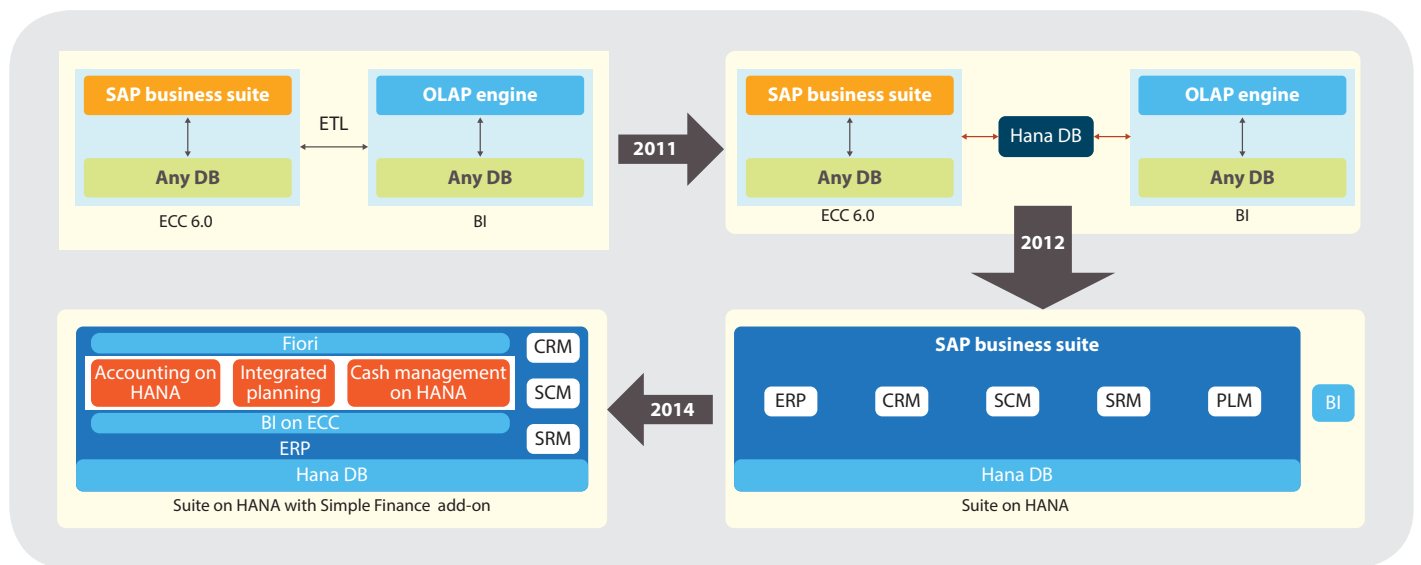 SAP business suite
OLAP engine
ETL
Any DB
Any DB
ECC 6.0
BI
2011
SAP business suite
OLAP engine
Hana DB
Any DB
Any DB
ECC 6.0
BI
2012
SAP business suite
ERP
CRM
SCM
SRM
PLM
BI
Hana DB
Suite on HANA
2014
Fiori
Accounting on
HANA
Integrated
planning
Cash management
on HANA
BI on ECC
ERP
CRM
SCM
SRM
Hana DB
Suite on HANA with Simple Finance add-on